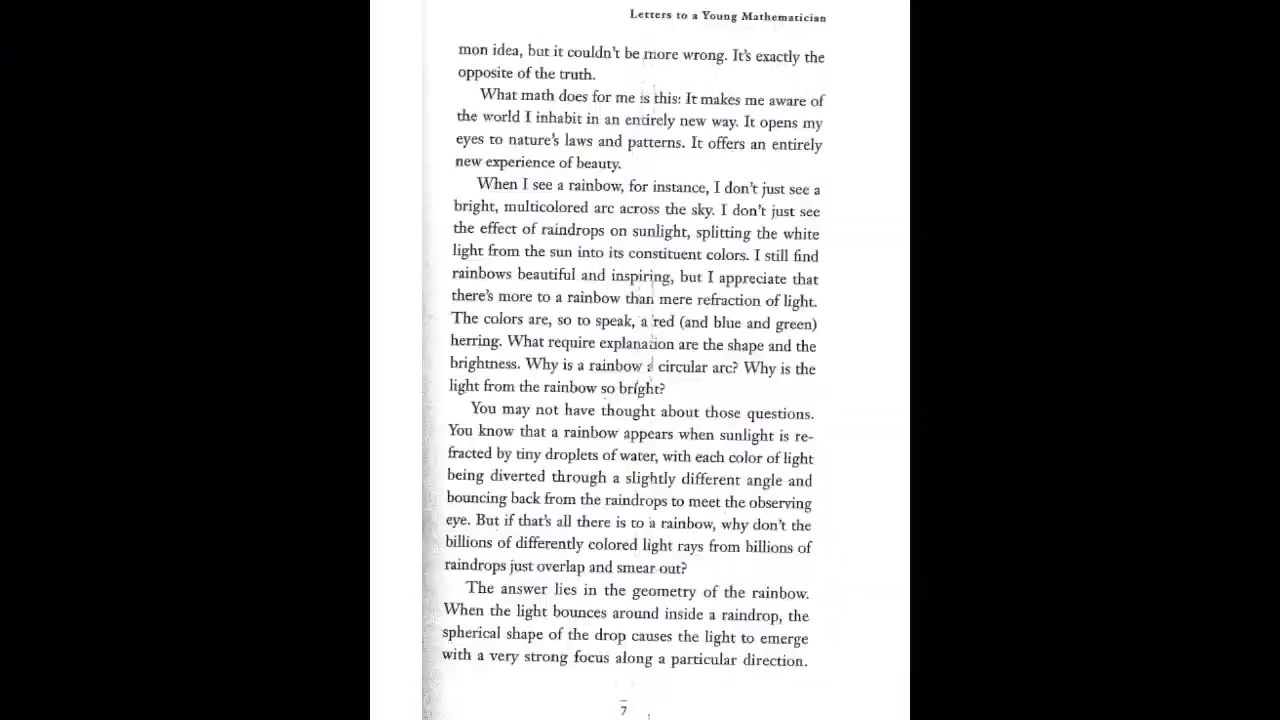 Letters to a Young Mathematician
mon idea, but it couldn't be more wrong. It's exactly the
opposite of the truth.
What math does for me is this: It makes me aware of
the world I inhabit in an entirely new way. It opens my
eyes to nature's laws and patterns. It offers an entirely
new experience of beauty.
When I see a rainbow, for instance, I don't just see a
bright, multicolored arc across the sky. I don't just see
the effect of raindrops on sunlight, splitting the white
light from the sun into its constituent colors. I still find
rainbows beautiful and inspiring, but I appreciate that
there's more to a rainbow than mere refraction of light.
The colors are, so to speak, a red (and blue and green)
herring. What require explanation are the shape and the
brightness. Why is a rainbow a circular arc? Why is the
light from the rainbow so bright?
You may not have thought about those questions.
You know that a rainbow appears when sunlight is re-
fracted by tiny droplets of water, with each color of light
being diverted through a slightly different angle and
bouncing back from the raindrops to meet the observing
eye. But if that's all there is to a rainbow, why don't the
billions of differently colored light rays from billions of
raindrops just overlap and smear out?
The answer lies in the geometry of the rainbow.
When the light bounces around inside a raindrop, the
spherical shape of the drop causes the light to emerge
with a very strong focus along a particular direction.
7